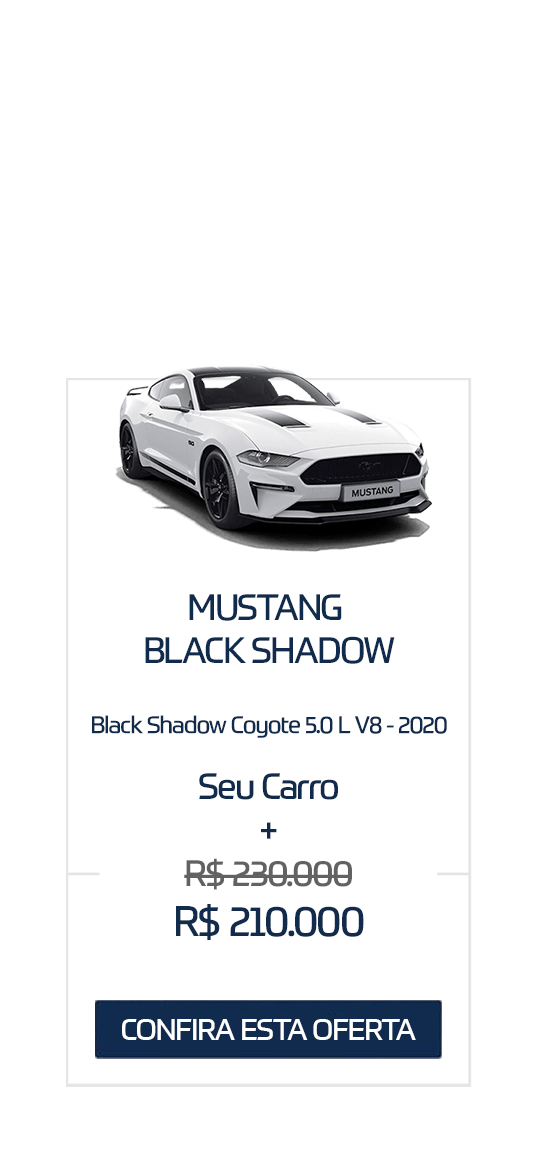 MUSTANG
MUSTANG
BLACK SHADOW
Black Shadow Coyote 5.0 L V8 - 2020
Seu Carro
+
R$ 230.000
R$ 210.000
CONFIRA ESTA OFERTA